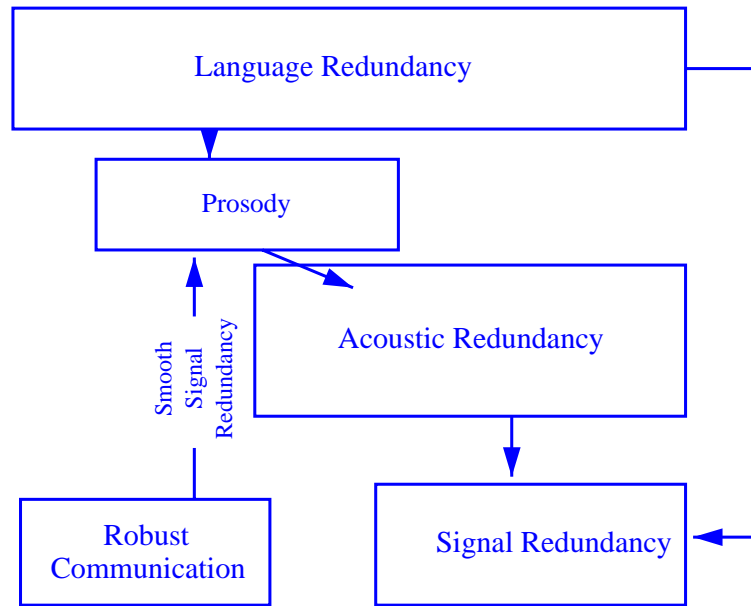 Language Redundancy
Prosody
Acoustic Redundancy
Smooth
Signal
Redundancy
Robust
Communication
Signal Redundancy